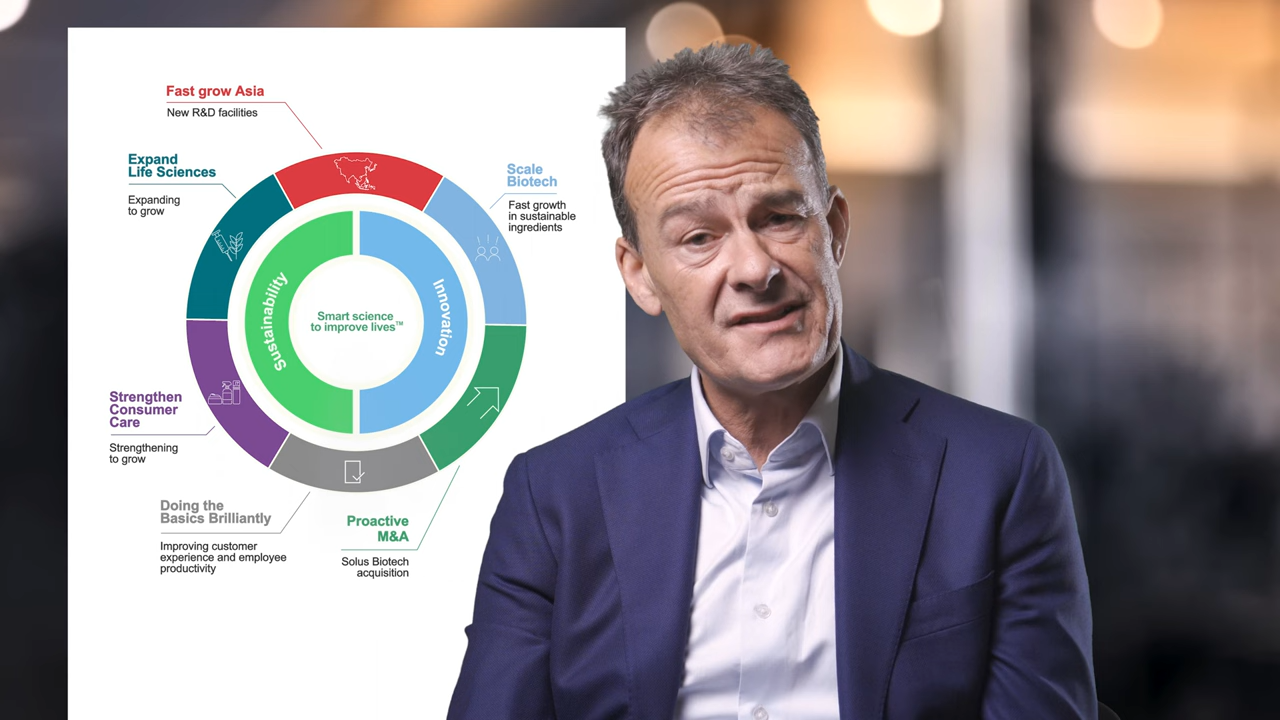 Fast grow Asia
New R&D facilities
Expand
Life Sciences
Expanding
to grow
Scale
Biotech
Fast growth
in sustainable
ingredients
Sustainability
Innovation
Smart science
to improve lives™
Strengthen
Consumer
Care
Strengthening
to grow
Doing the
Basics Brilliantly
Improving customer
experience and employee
productivity
Proactive
M&A
Solus Biotech
acquisition